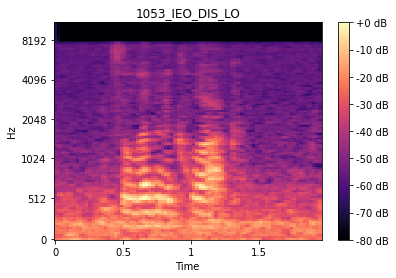 1053_IEO_DIS_LO
+0 dB
8192
-10 dB
4096
-20 dB
-30 dB
2048
Hz
-40 dB
1024
-50 dB
512
-60 dB
-70 dB
0
-80 dB
0 0.5 1 1.5
Time